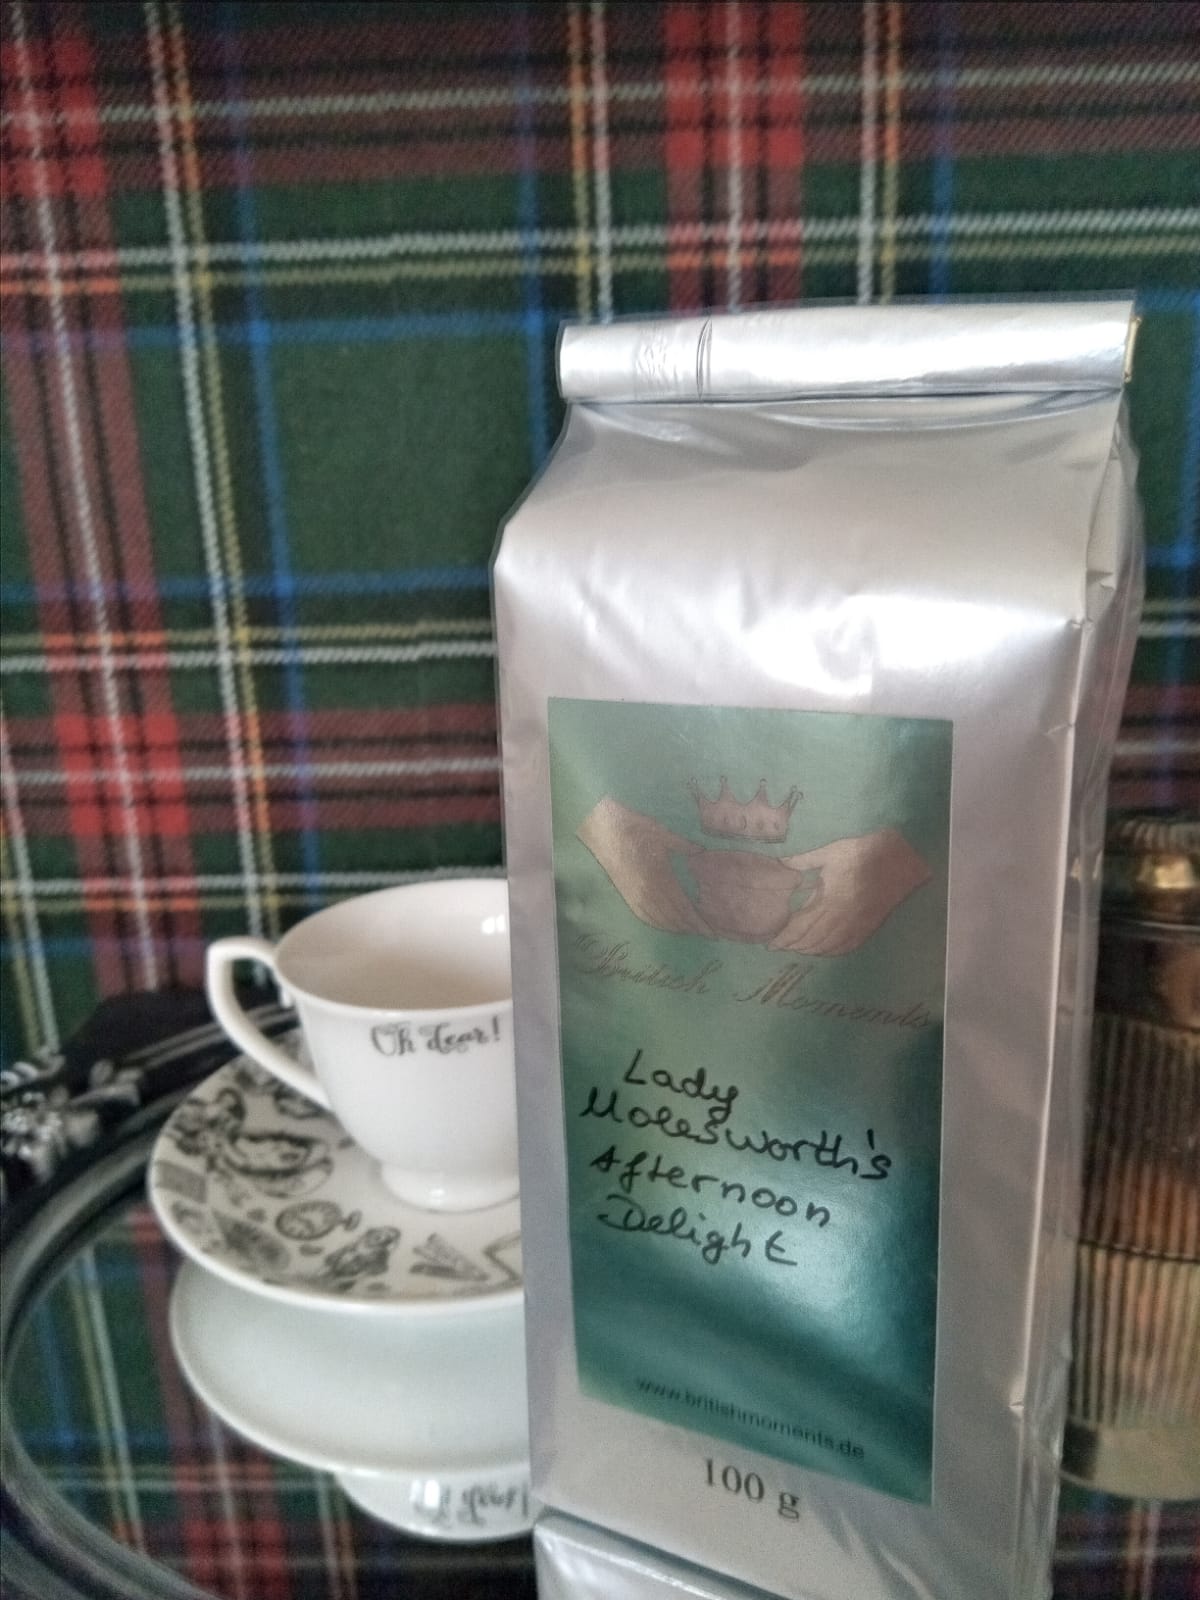 Oh dear!
British Moments
Lady
Molesworth's
Afternoon
Delight
www.britishmoments.de
100 g